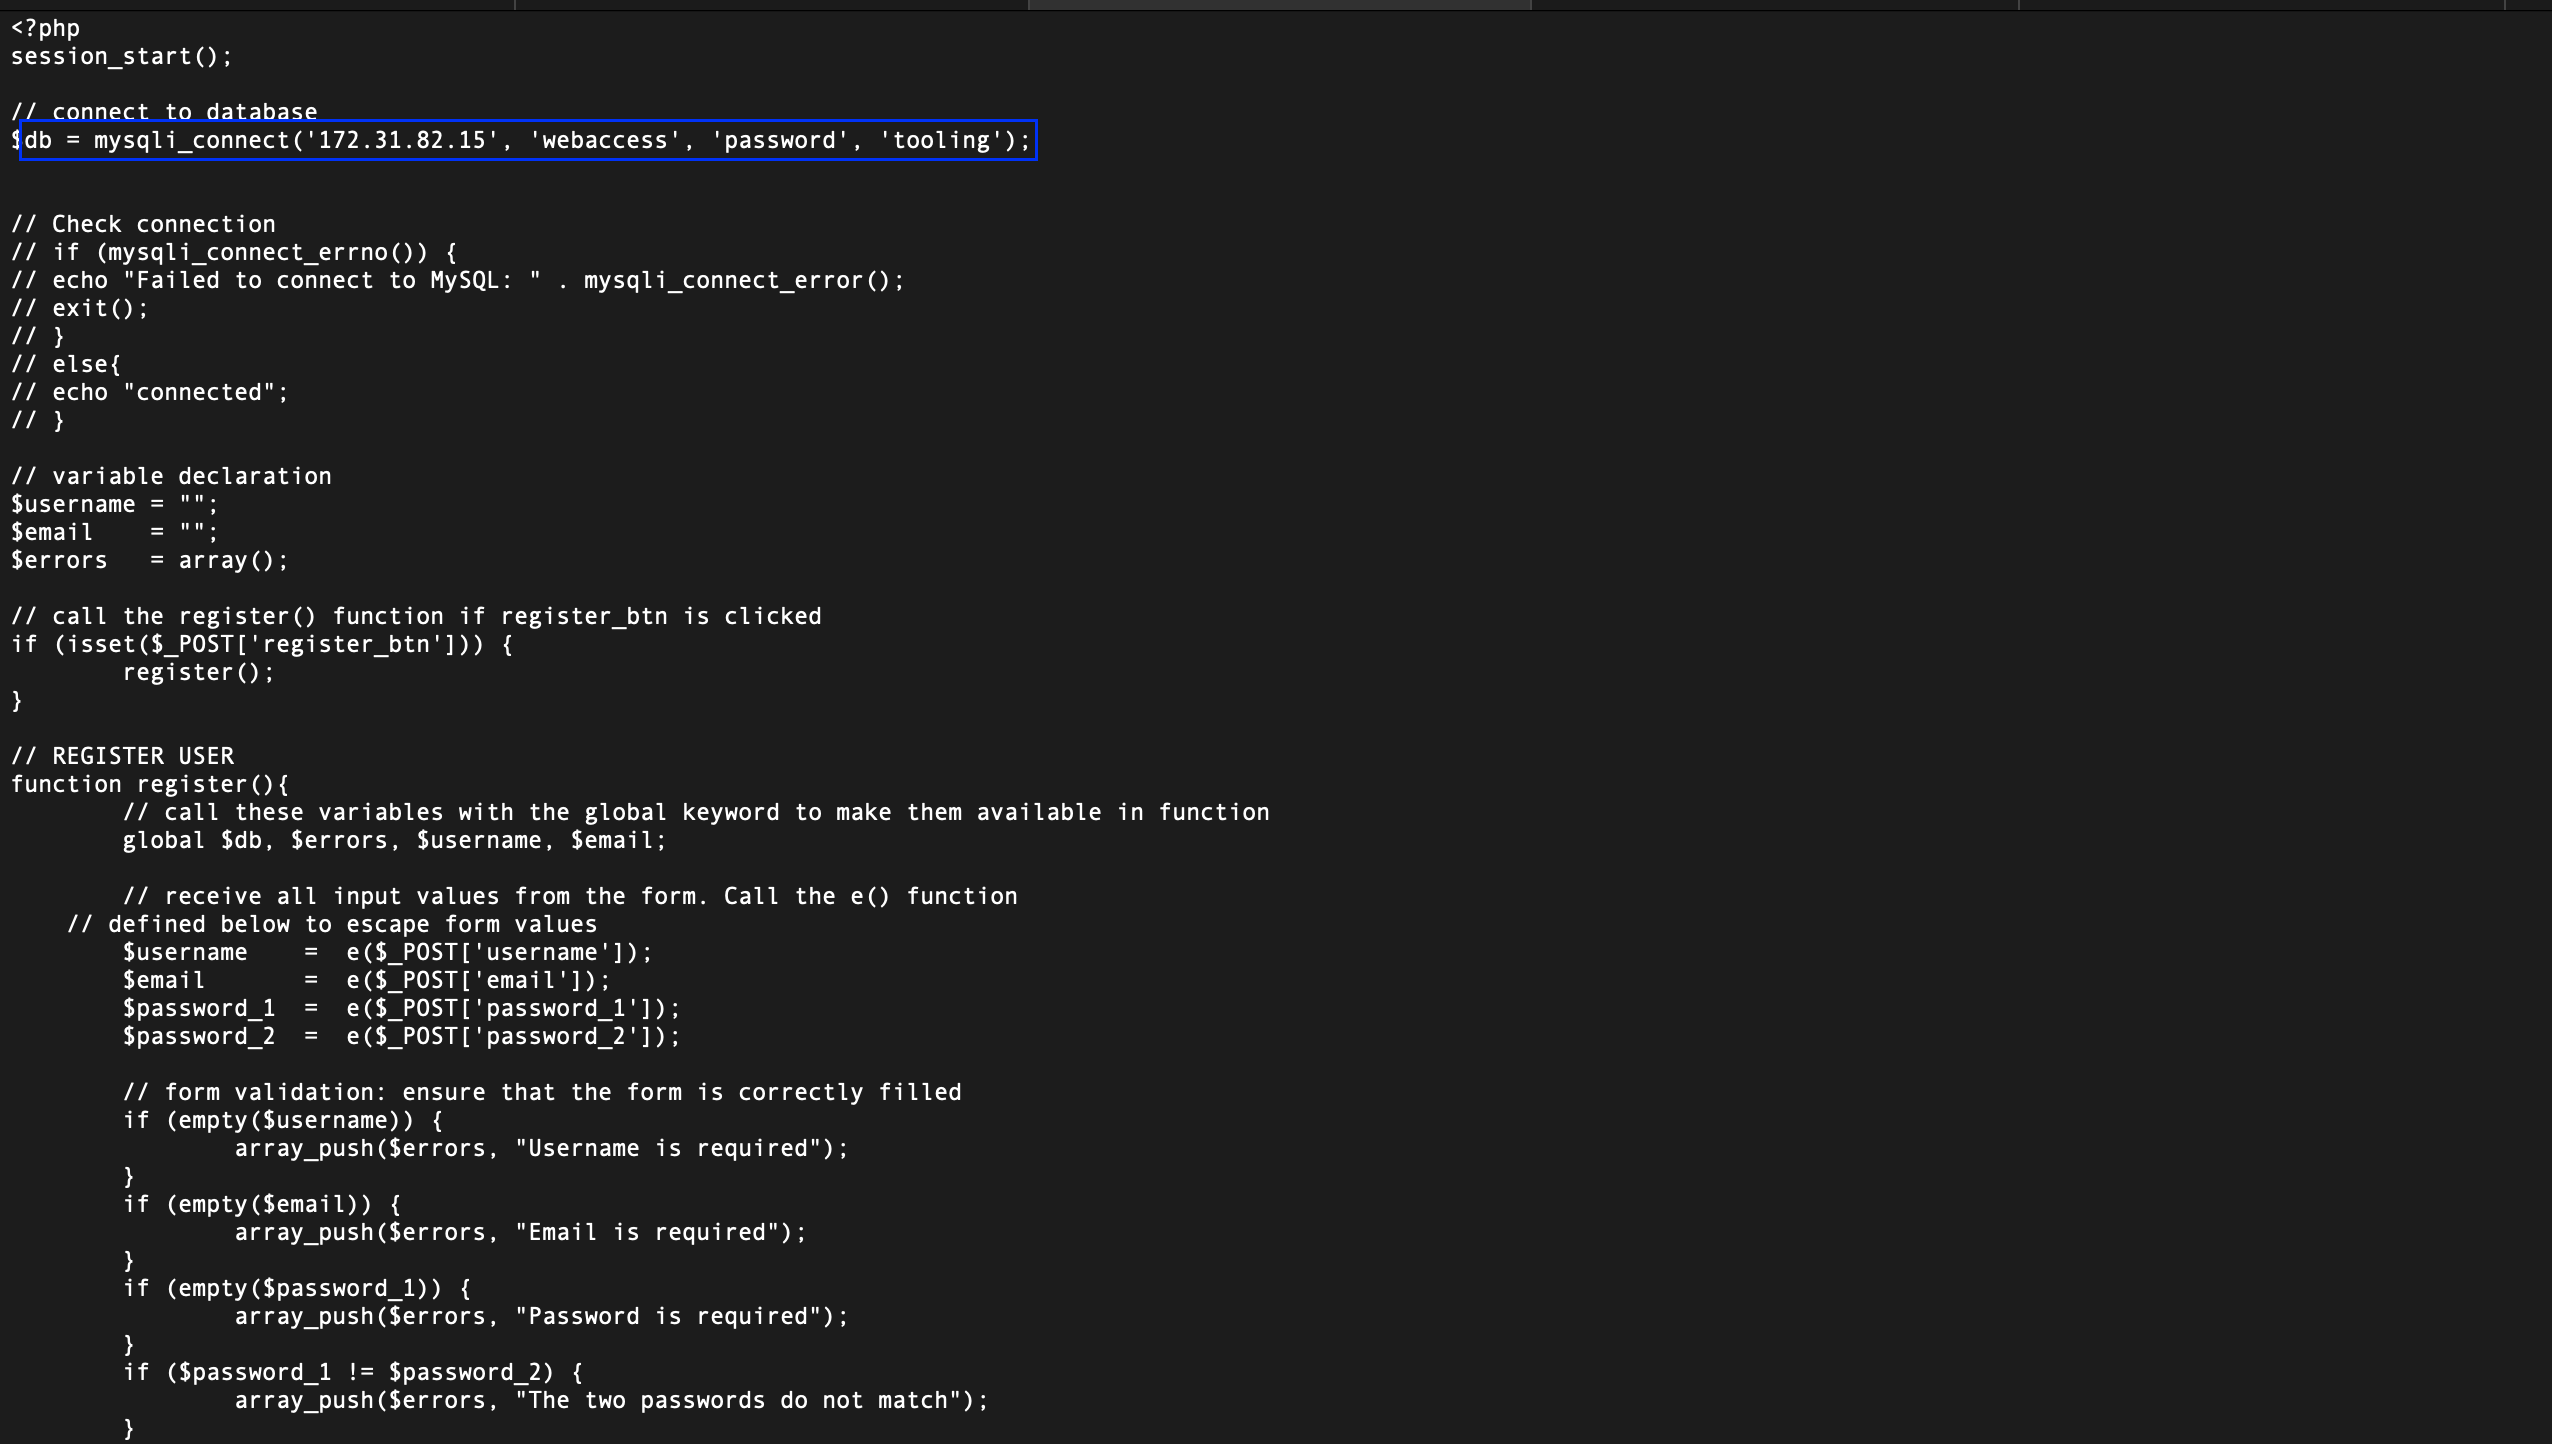 <?php
session_start();

// connect to database
$db = mysqli_connect('172.31.82.15', 'webaccess', 'password', 'tooling');


// Check connection
// if (mysqli_connect_errno()) {
// echo "Failed to connect to MySQL: " . mysqli_connect_error();
// exit();
// }
// else{
// echo "connected";
// }

// variable declaration
$username = "";
$email    = "";
$errors   = array();

// call the register() function if register_btn is clicked
if (isset($_POST['register_btn'])) {
        register();
}

// REGISTER USER
function register(){
        // call these variables with the global keyword to make them available in function
        global $db, $errors, $username, $email;

        // receive all input values from the form. Call the e() function
    // defined below to escape form values
        $username    =  e($_POST['username']);
        $email       =  e($_POST['email']);
        $password_1  =  e($_POST['password_1']);
        $password_2  =  e($_POST['password_2']);

        // form validation: ensure that the form is correctly filled
        if (empty($username)) {
                array_push($errors, "Username is required");
        }
        if (empty($email)) {
                array_push($errors, "Email is required");
        }
        if (empty($password_1)) {
                array_push($errors, "Password is required");
        }
        if ($password_1 != $password_2) {
                array_push($errors, "The two passwords do not match");
        }